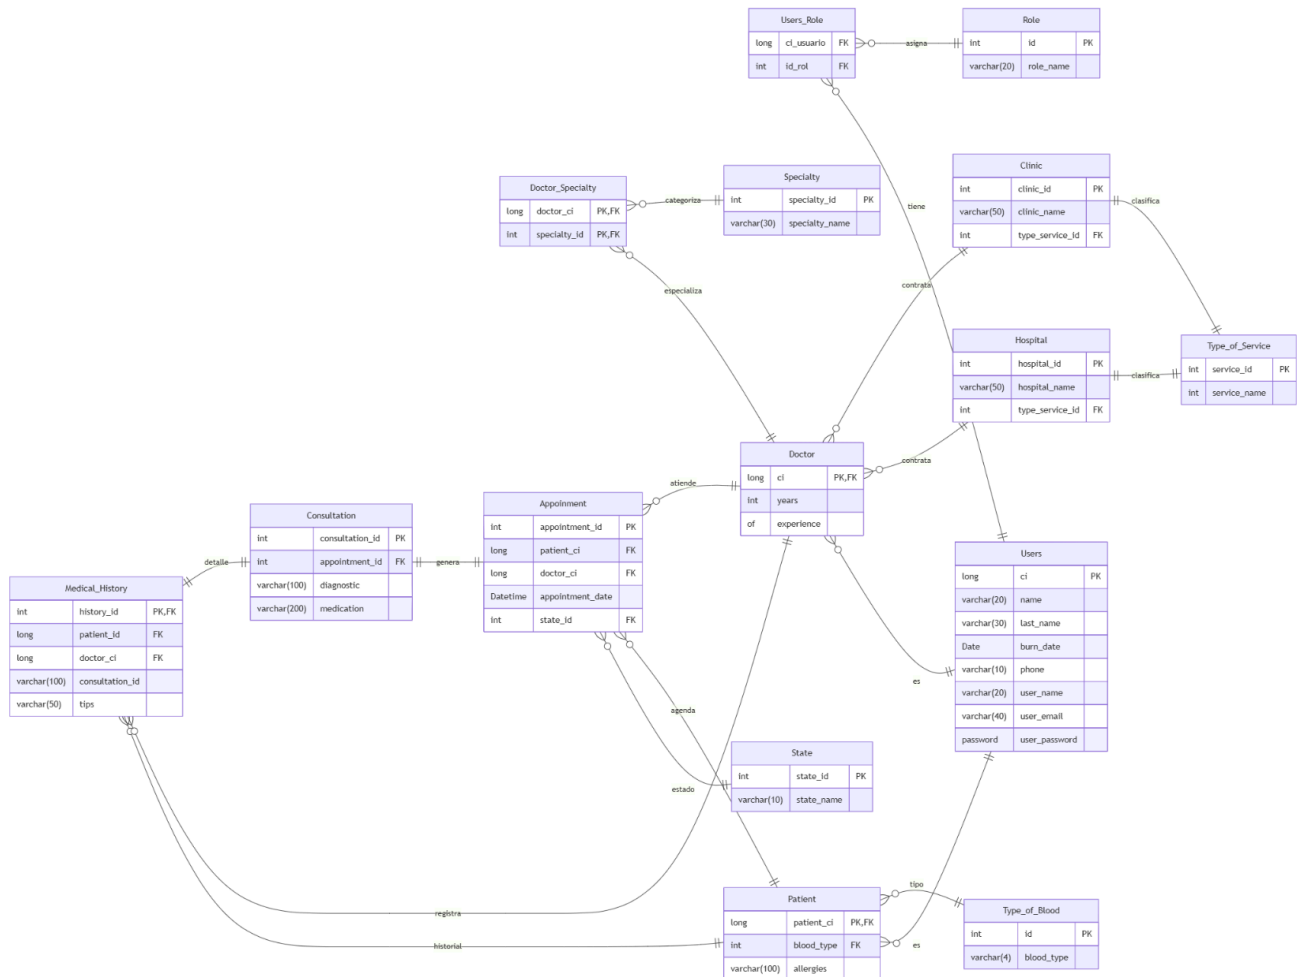 Users_Role
long ci_usuario FK
int id_rol FK
asigna
Role
int id PK
varchar(20) role_name
tiene
Clinic
int clinic_id PK
varchar(50) clinic_name
int type_service_id FK
clasifica
Doctor_Specialty
long doctor_ci PK,FK
int specialty_id PK,FK
categoriza
Specialty
int specialty_id PK
varchar(30) specialty_name
especializa
contrata
Hospital
int hospital_id PK
varchar(50) hospital_name
int type_service_id FK
clasifica
Type_of_Service
int service_id PK
int service_name
contrata
Doctor
long ci PK,FK
int years
of experience
atiende
Appoinment
int appointment_id PK
long patient_ci FK
long doctor_ci FK
Datetime appointment_date
int state_id FK
genera
Consultation
int consultation_id PK
int appointment_id FK
varchar(100) diagnostic
varchar(200) medication
detalle
Medical_History
int history_id PK,FK
long patient_id FK
long doctor_ci FK
varchar(100) consultation_id
varchar(50) tips
Users
long ci PK
varchar(20) name
varchar(30) last_name
Date burn_date
varchar(10) phone
varchar(20) user_name
varchar(40) user_email
password user_password
es
agenda
State
int state_id PK
varchar(10) state_name
estado
registra
historial
Patient
long patient_ci PK,FK
int blood_type FK
varchar(100) allergies
tipo
es
Type_of_Blood
int id PK
varchar(4) blood_type